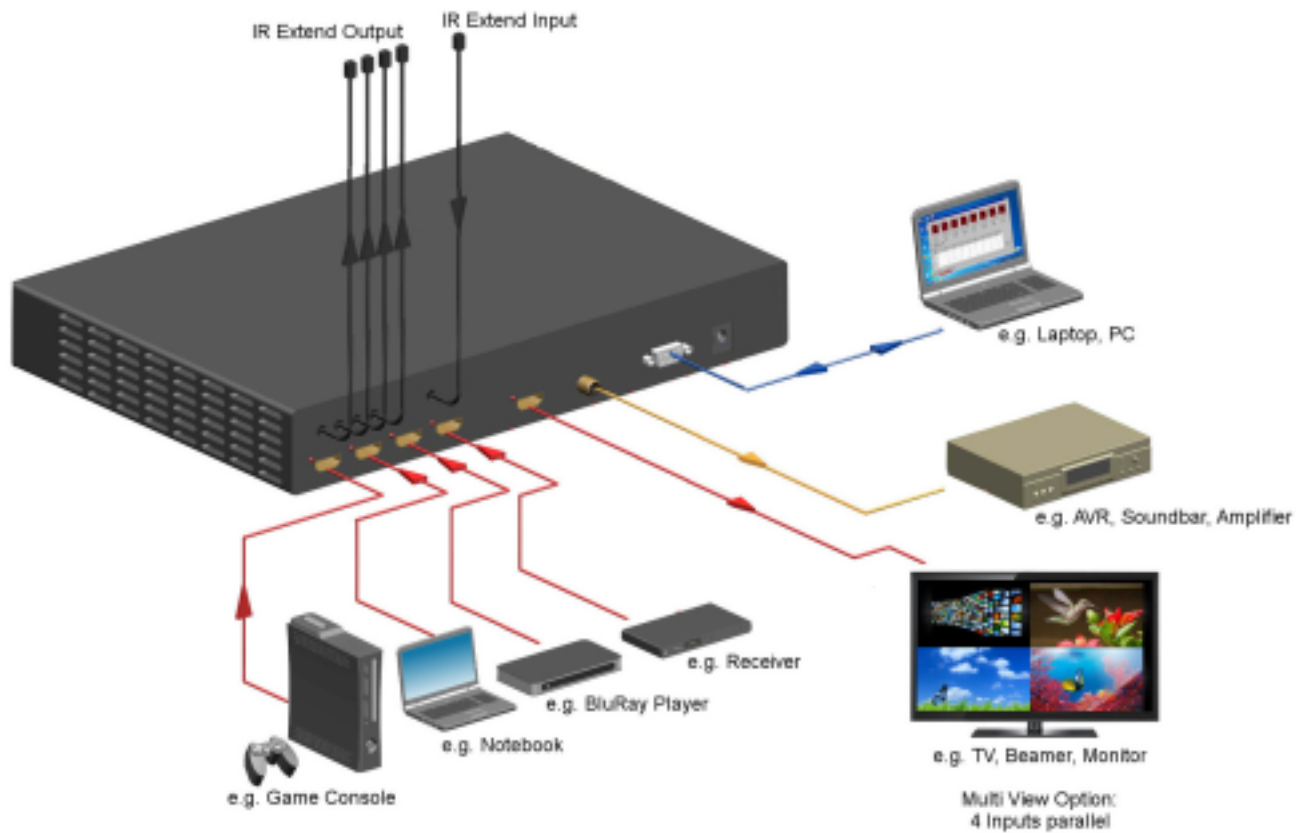 IR Extend Output
IR Extend Input
e.g. Laptop, PC
e.g. AVR, Soundbar, Amplifier
e.g. Receiver
e.g. BluRay Player
e.g. Notebook
e.g. Game Console
e.g. TV, Beamer, Monitor
Multi View Option:
4 Inputs parallel